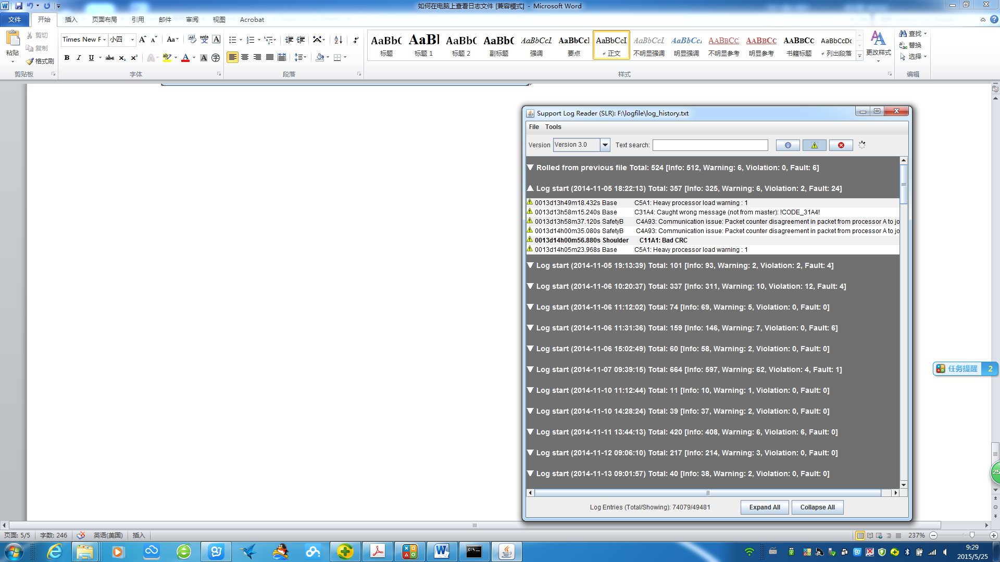 如何在电脑上查看日志文件 [兼容模式] - Microsoft Word
文件 开始 插入 页面布局 引用 邮件 审阅 视图 Acrobat
粘贴 剪切 复制 格式刷
Times New F 小四
AaBbC AaBl AaBbC AaBbC AaBbCcL AaBbCcI AaBbCcI AaBbCcL AaBbCcL AABBCC AABBCC AABBCC AaBbCcDc
标题 标题 1 标题 2 副标题 强调 要点 正文 不明显强调 明显强调 不明显参考 明显参考 书籍标题 列出段落
更改样式
查找 替换 选择
剪贴板 字体 段落 样式 编辑
Support Log Reader (SLR): F:\logfile\log_history.txt
File Tools
Version Version 3.0 Text search:
Rolled from previous file Total: 524 [Info: 512, Warning: 6, Violation: 0, Fault: 6]
Log start (2014-11-05 18:22:13) Total: 357 [Info: 325, Warning: 6, Violation: 2, Fault: 24]
0013d13h49m18.432s Base C5A1: Heavy processor load warning : 1
0013d13h58m15.240s Base C31A4: Caught wrong message (not from master): !CODE_31A4!
0013d13h58m37.120s SafetyB C4A93: Communication issue: Packet counter disagreement in packet from processor A to jo
0013d14h00m35.080s SafetyB C4A93: Communication issue: Packet counter disagreement in packet from processor A to jo
0013d14h00m56.880s Shoulder C11A1: Bad CRC
0013d14h05m23.968s Base C5A1: Heavy processor load warning : 1
Log start (2014-11-05 19:13:39) Total: 101 [Info: 93, Warning: 2, Violation: 2, Fault: 4]
Log start (2014-11-06 10:20:37) Total: 337 [Info: 311, Warning: 10, Violation: 12, Fault: 4]
Log start (2014-11-06 11:12:02) Total: 74 [Info: 69, Warning: 5, Violation: 0, Fault: 0]
Log start (2014-11-06 11:31:36) Total: 159 [Info: 146, Warning: 7, Violation: 0, Fault: 6]
Log start (2014-11-06 15:02:49) Total: 60 [Info: 58, Warning: 2, Violation: 0, Fault: 0]
Log start (2014-11-07 09:39:15) Total: 664 [Info: 597, Warning: 62, Violation: 4, Fault: 1]
Log start (2014-11-10 11:12:44) Total: 11 [Info: 10, Warning: 1, Violation: 0, Fault: 0]
Log start (2014-11-10 14:28:24) Total: 39 [Info: 37, Warning: 2, Violation: 0, Fault: 0]
Log start (2014-11-11 13:44:13) Total: 420 [Info: 408, Warning: 6, Violation: 6, Fault: 0]
Log start (2014-11-12 09:06:10) Total: 217 [Info: 214, Warning: 3, Violation: 0, Fault: 0]
Log start (2014-11-13 09:01:57) Total: 40 [Info: 38, Warning: 2, Violation: 0, Fault: 0]
Log Entries (Total/Showing): 74079/49481 Expand All Collapse All
任务提醒 2
25
页面: 5/5 字数: 246 英语(美国) 插入 237%
9:29
2015/5/25